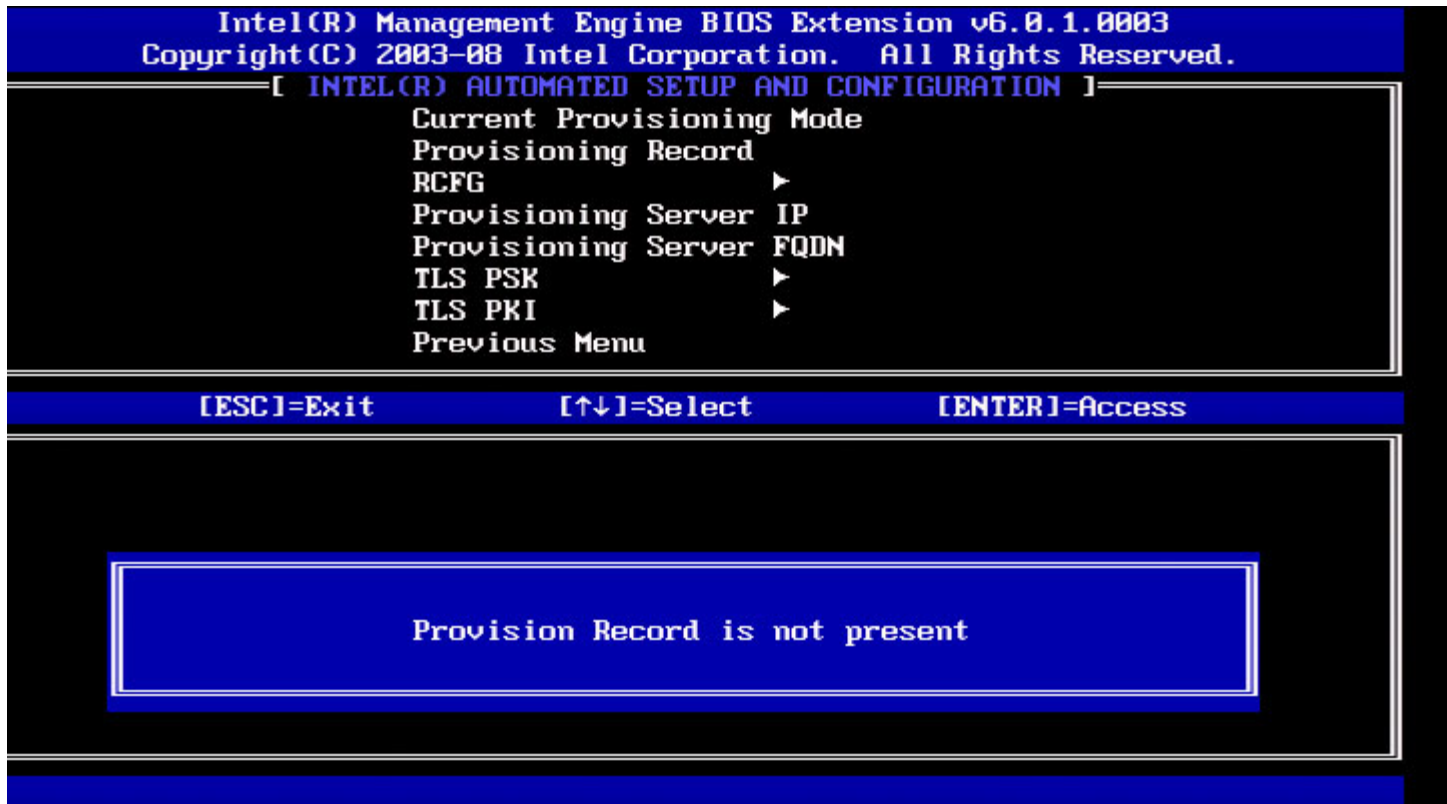 Intel(R) Management Engine BIOS Extension v6.0.1.0003
Copyright(C) 2003-08 Intel Corporation. All Rights Reserved.
[ INTEL(R) AUTOMATED SETUP AND CONFIGURATION ]
Current Provisioning Mode
Provisioning Record
RCFG ►
Provisioning Server IP
Provisioning Server FQDN
TLS PSK ►
TLS PKI ►
Previous Menu
[ESC]=Exit [↑↓]=Select [ENTER]=Access
Provision Record is not present